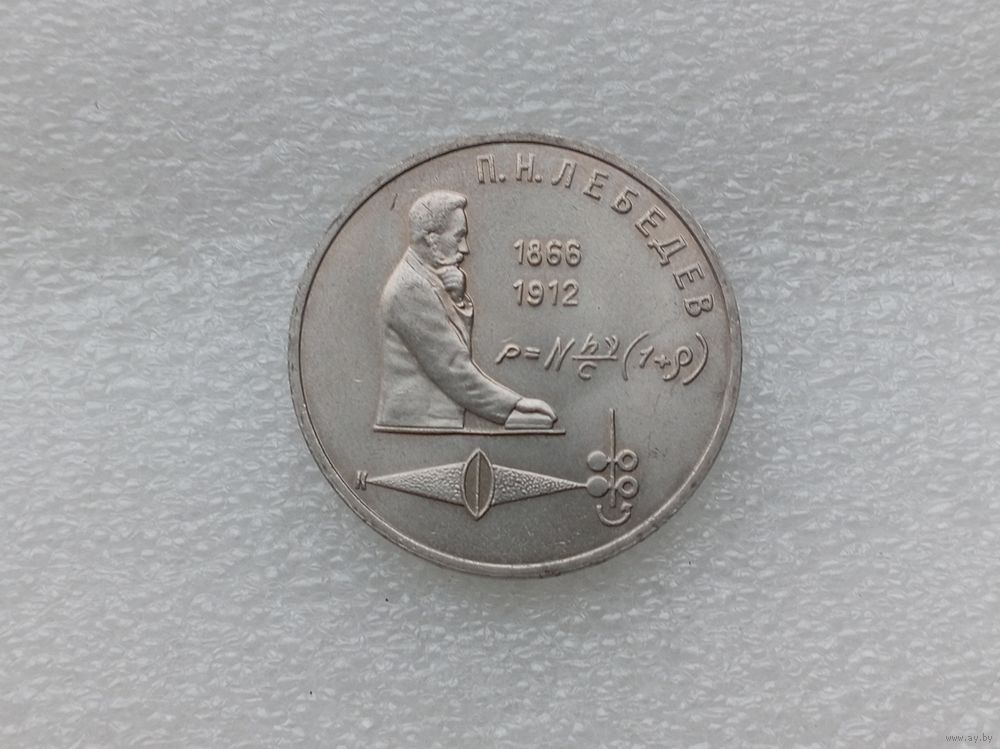 П.Н.ЛЕБЕДЕВ
1866
1912
p=N hν/c (1+ρ)
N
www.ay.by